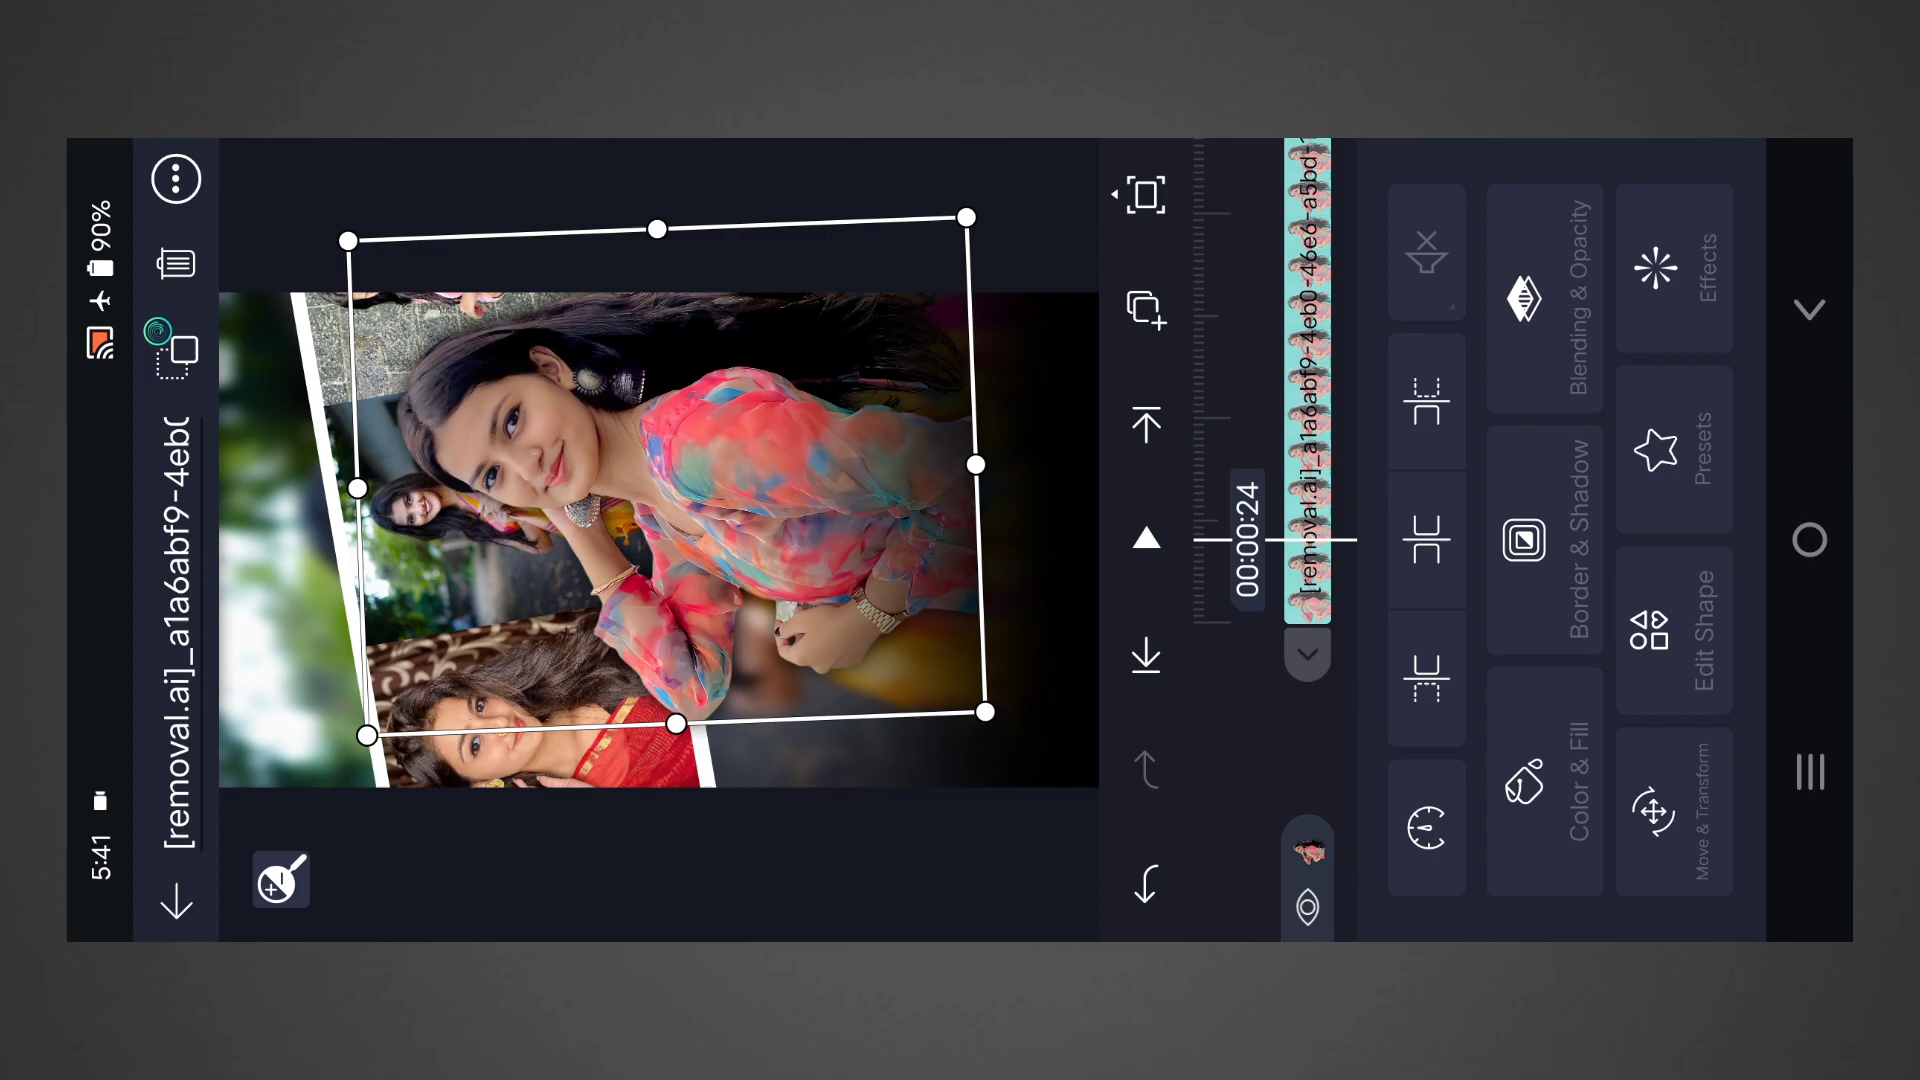 5:41
90%
[removal.ai]_a1a6abf9-4eb(
00:00:24
[removal.ai]_a1a6abf9-4eb0-46e6-a5bd-
Color & Fill
Border & Shadow
Blending & Opacity
Move & Transform
Edit Shape
Presets
Effects